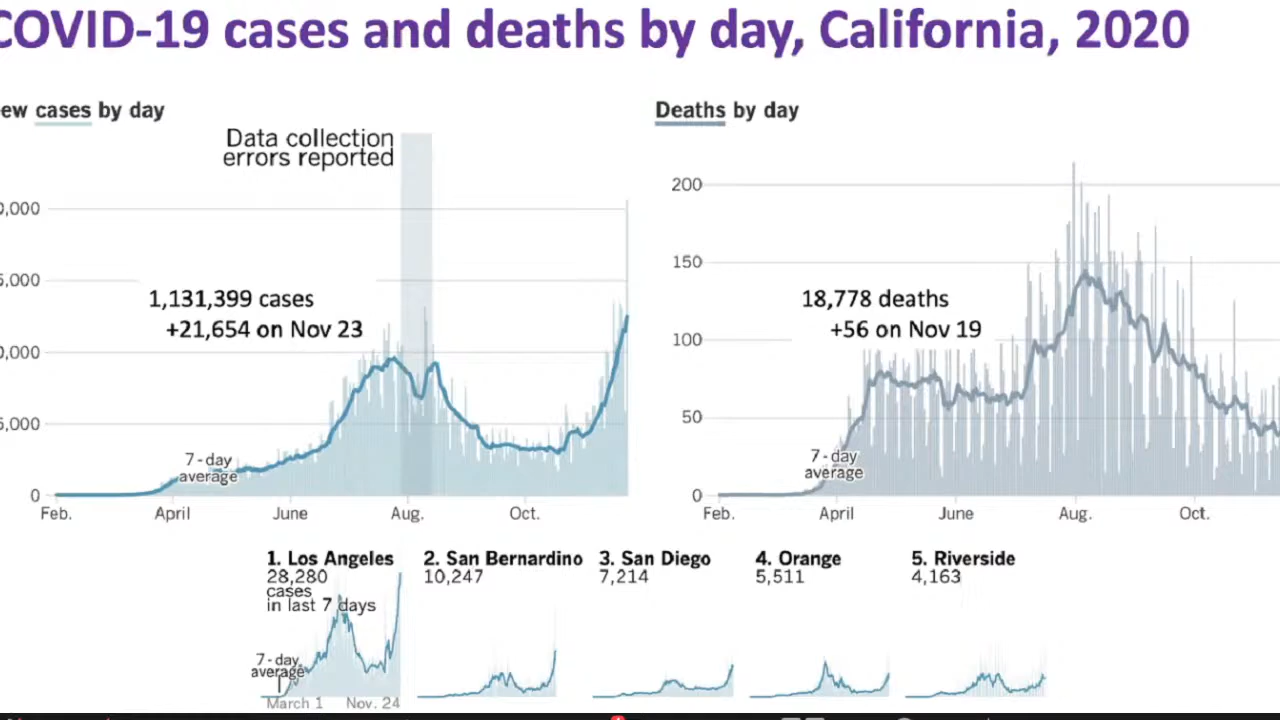 COVID-19 cases and deaths by day, California, 2020
ew cases by day
Deaths by day
Data collection
errors reported
0,000
5,000
0,000
5,000
0
1,131,399 cases
+21,654 on Nov 23
7-day
average
Feb.
April
June
Aug.
Oct.
200
150
100
50
0
18,778 deaths
+56 on Nov 19
7-day
average
Feb.
April
June
Aug.
Oct.
1. Los Angeles
28,280
cases
in last 7 days
7-day
average
March 1
Nov. 24
2. San Bernardino
10,247
3. San Diego
7,214
4. Orange
5,511
5. Riverside
4,163